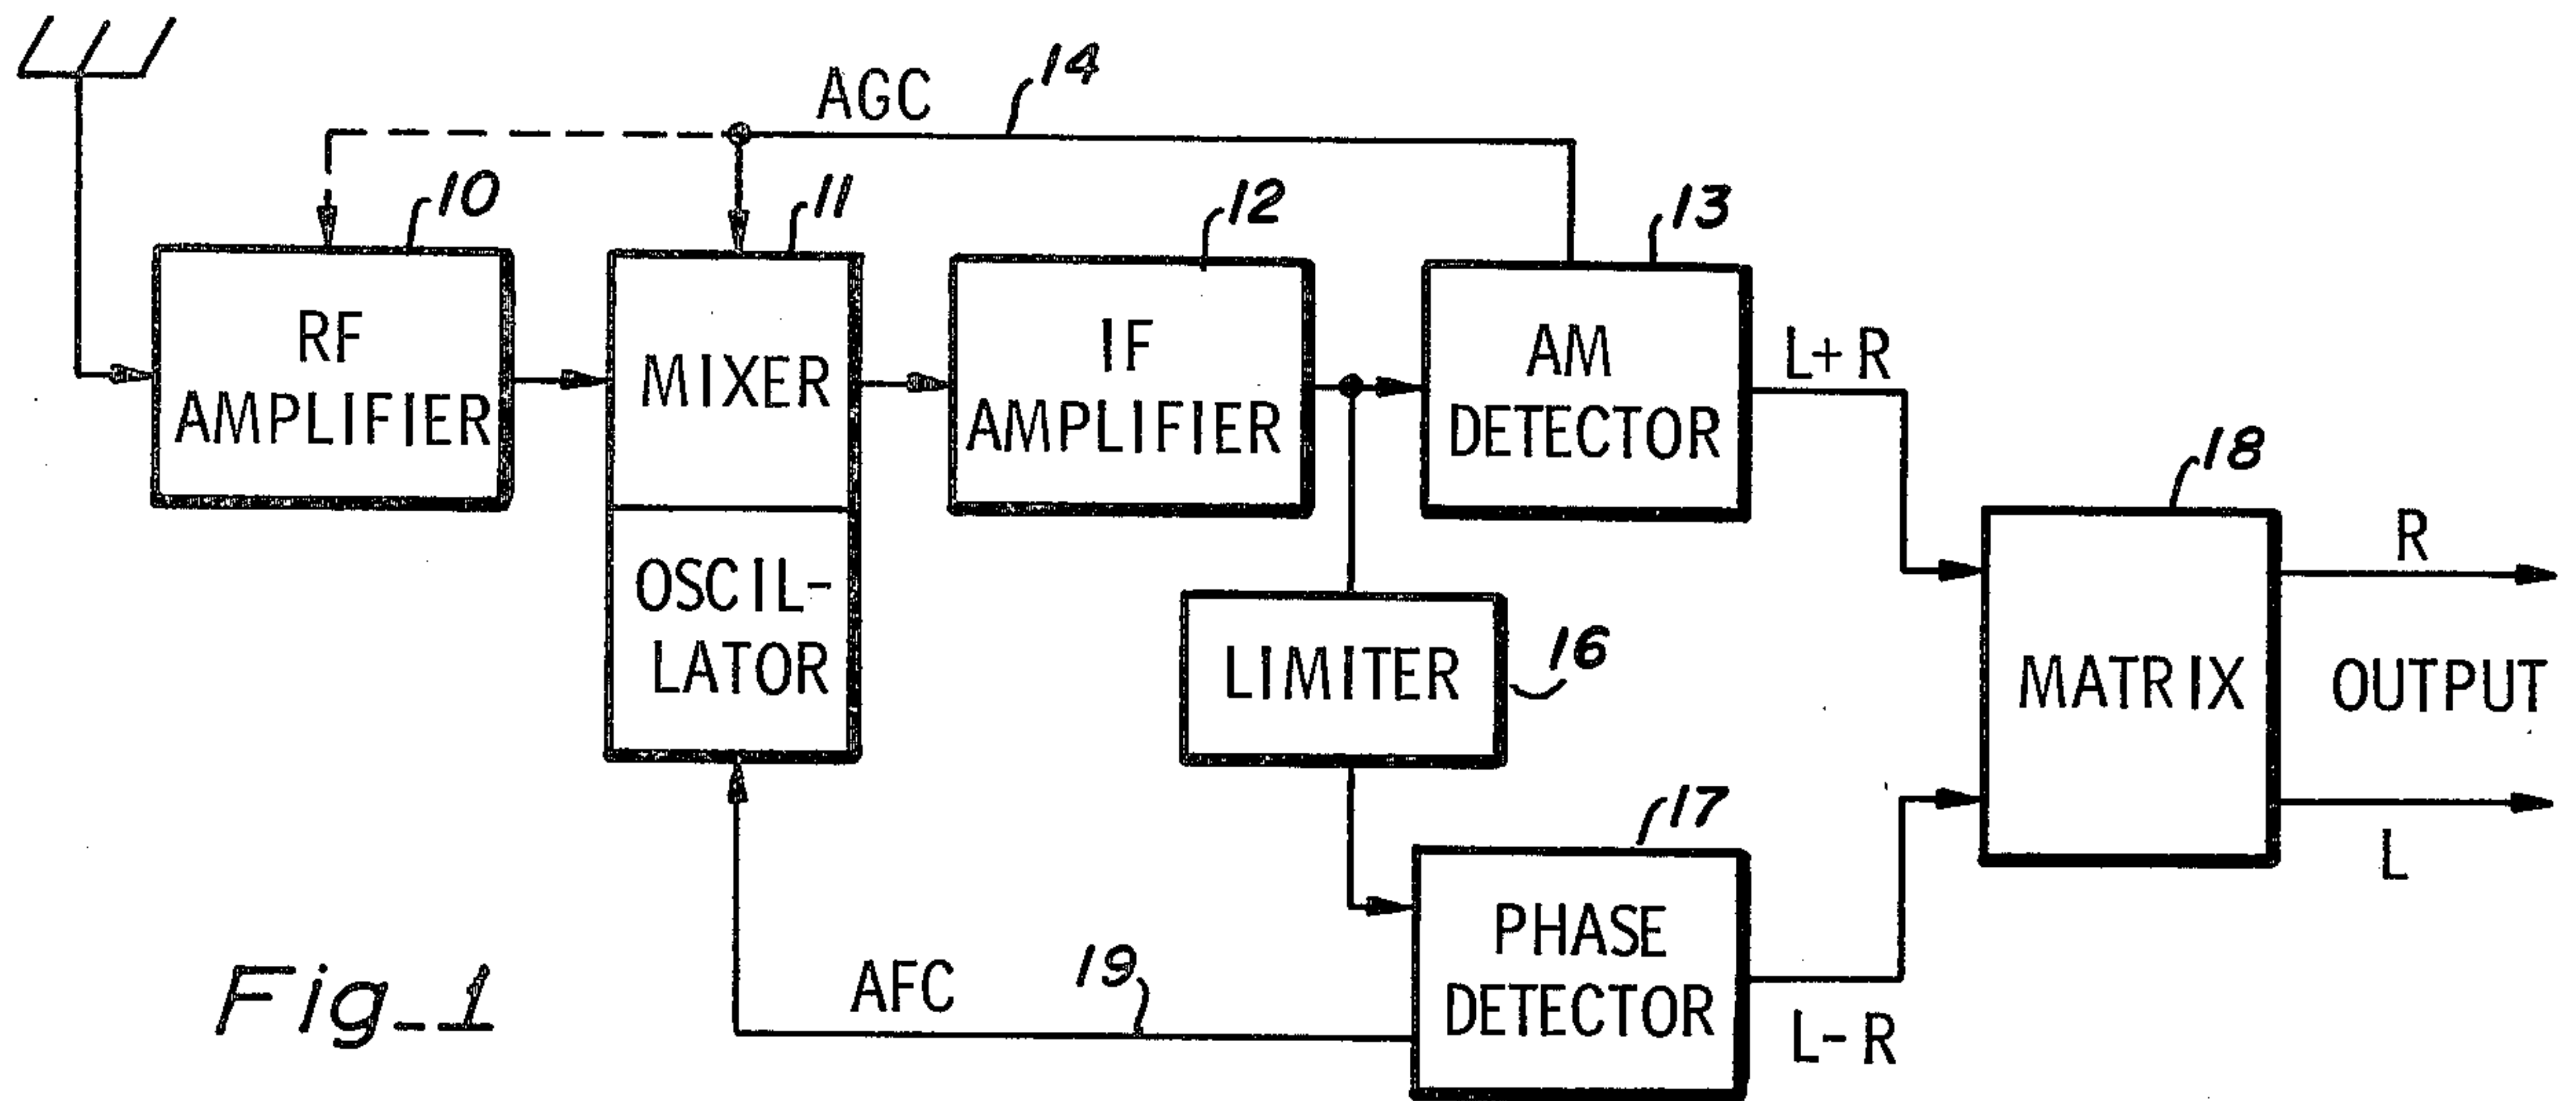 AGC
14
10
11
12
13
RF
AMPLIFIER
MIXER
OSCIL-
LATOR
IF
AMPLIFIER
AM
DETECTOR
L+R
18
LIMITER
16
MATRIX
R
OUTPUT
L
17
PHASE
DETECTOR
L-R
AFC
19
Fig_1